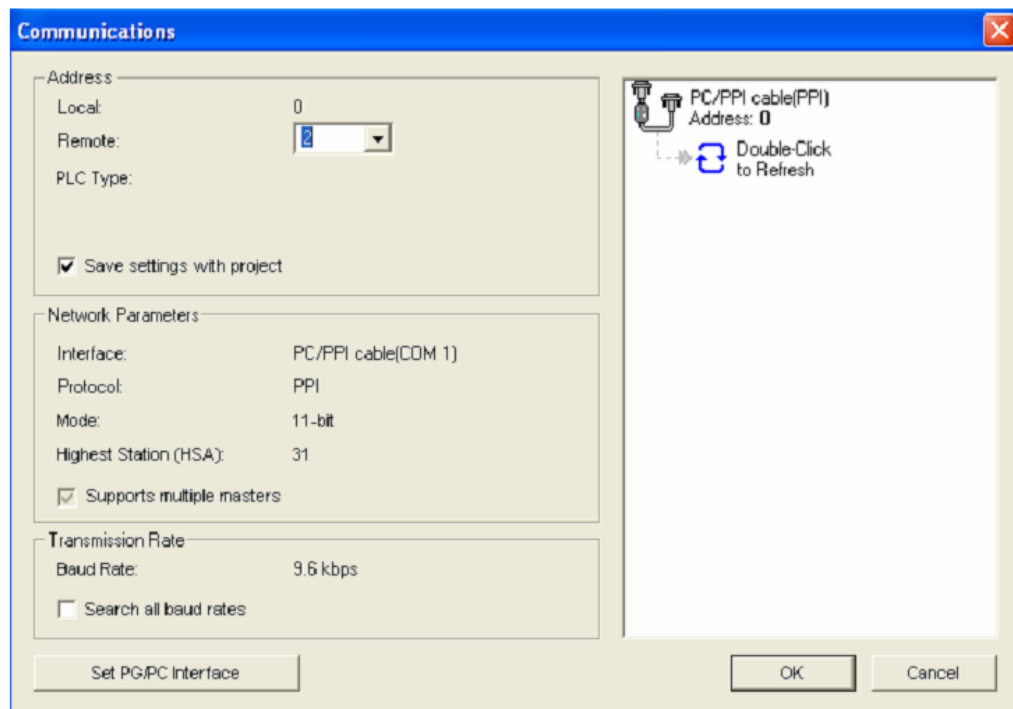 Communications
Address
Local: 0
Remote: 2
PLC Type:
Save settings with project
Network Parameters
Interface: PC/PPI cable(COM 1)
Protocol: PPI
Mode: 11-bit
Highest Station (HSA): 31
Supports multiple masters
Transmission Rate
Baud Rate: 9.6 kbps
Search all baud rates
Set PG/PC Interface
PC/PPI cable(PPI)
Address: 0
Double-Click
to Refresh
OK
Cancel